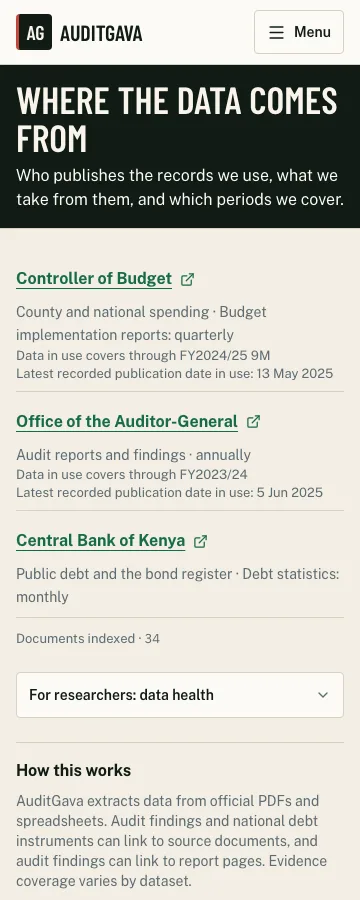 AG AUDITGAVA
Menu
WHERE THE DATA COMES
FROM
Who publishes the records we use, what we
take from them, and which periods we cover.
Controller of Budget
County and national spending · Budget
implementation reports: quarterly
Data in use covers through FY2024/25 9M
Latest recorded publication date in use: 13 May 2025
Office of the Auditor-General
Audit reports and findings · annually
Data in use covers through FY2023/24
Latest recorded publication date in use: 5 Jun 2025
Central Bank of Kenya
Public debt and the bond register · Debt statistics:
monthly
Documents indexed · 34
For researchers: data health
How this works
AuditGava extracts data from official PDFs and
spreadsheets. Audit findings and national debt
instruments can link to source documents, and
audit findings can link to report pages. Evidence
coverage varies by dataset.